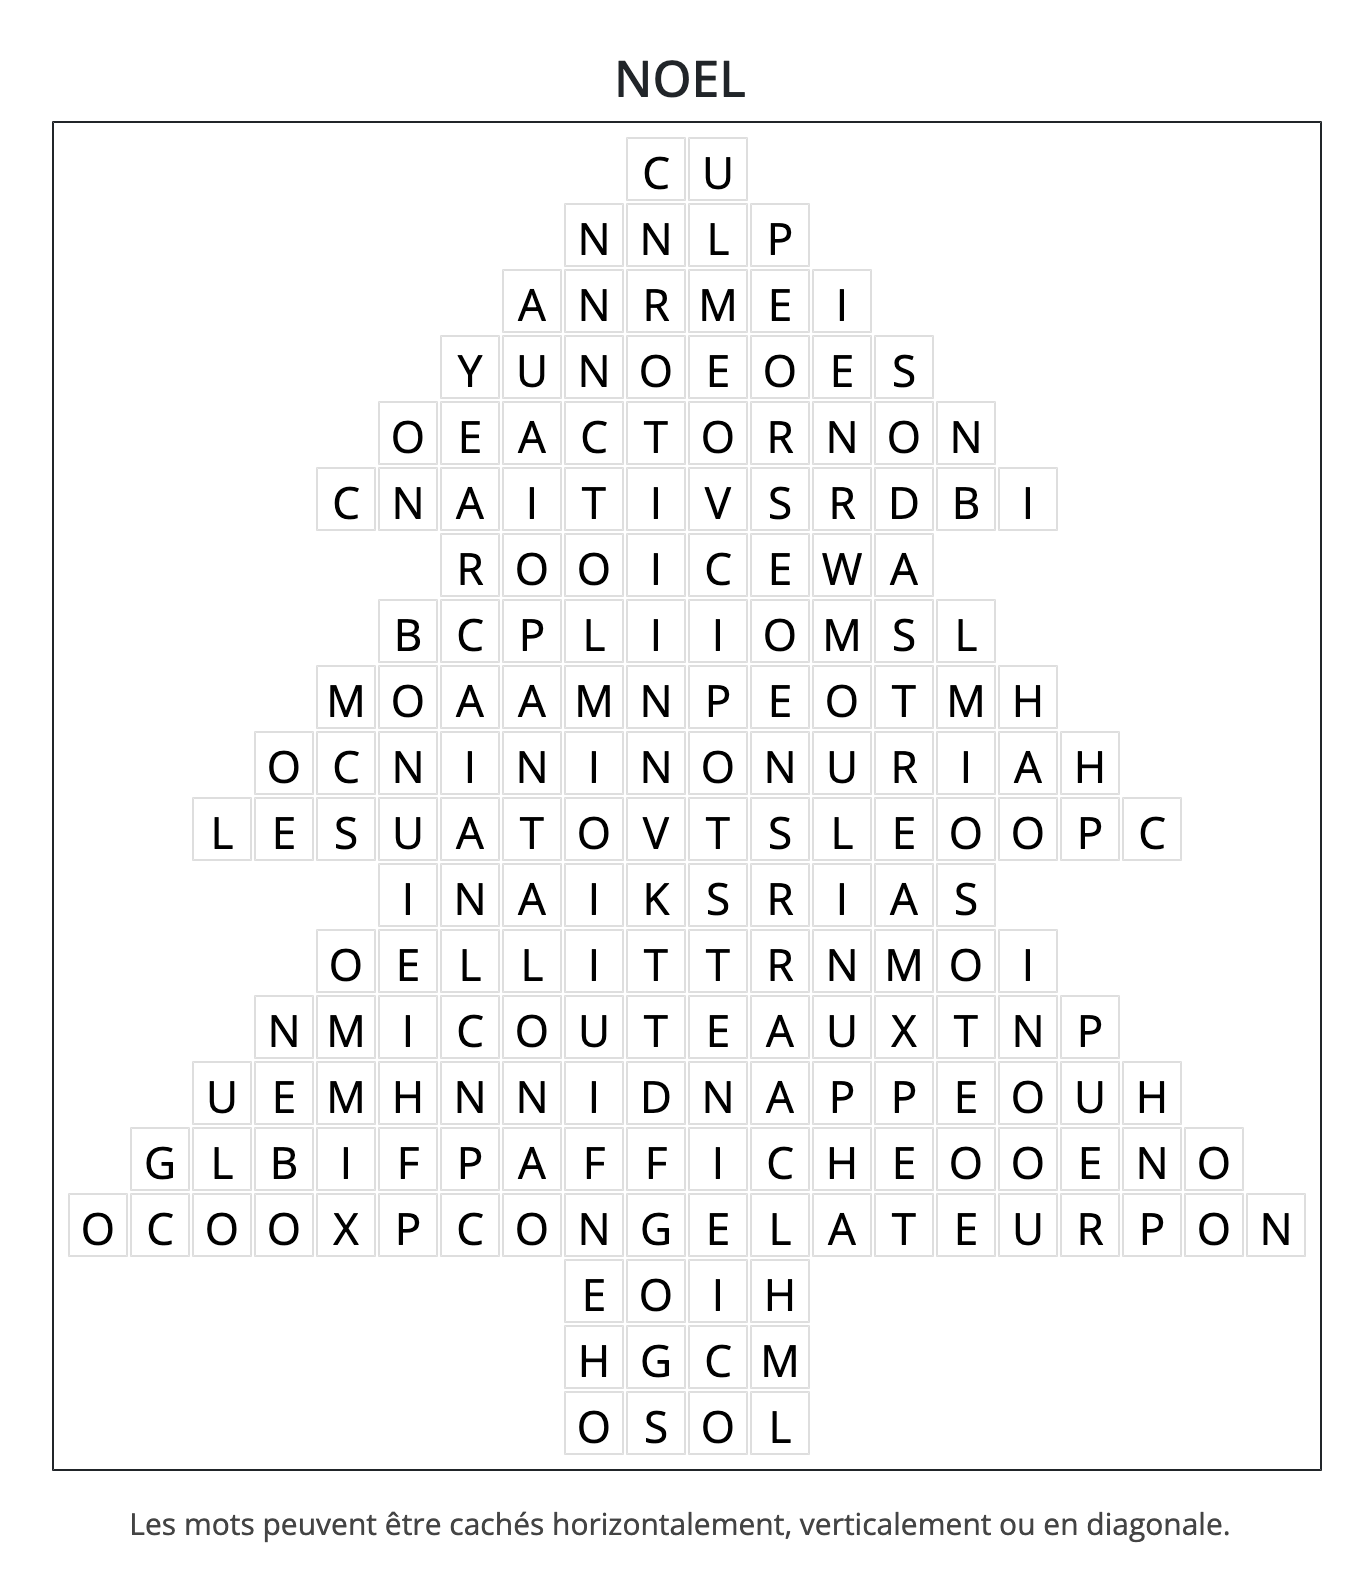 NOEL
C U
N N L P
A N R M E I
Y U N O E O E S
O E A C T O R N O N
C N A I T I V S R D B I
R O O I C E W A
B C P L I I O M S L
M O A A M N P E O T M H
O C N I N I N O N U R I A H
L E S U A T O V T S L E O O P C
I N A I K S R I A S
O E L L I T T R N M O I
N M I C O U T E A U X T N P
U E M H N N I D N A P P E O U H
G L B I F P A F F I C H E O O E N O
O C O O X P C O N G E L A T E U R P O N
E O I H
H G C M
O S O L
Les mots peuvent être cachés horizontalement, verticalement ou en diagonale.